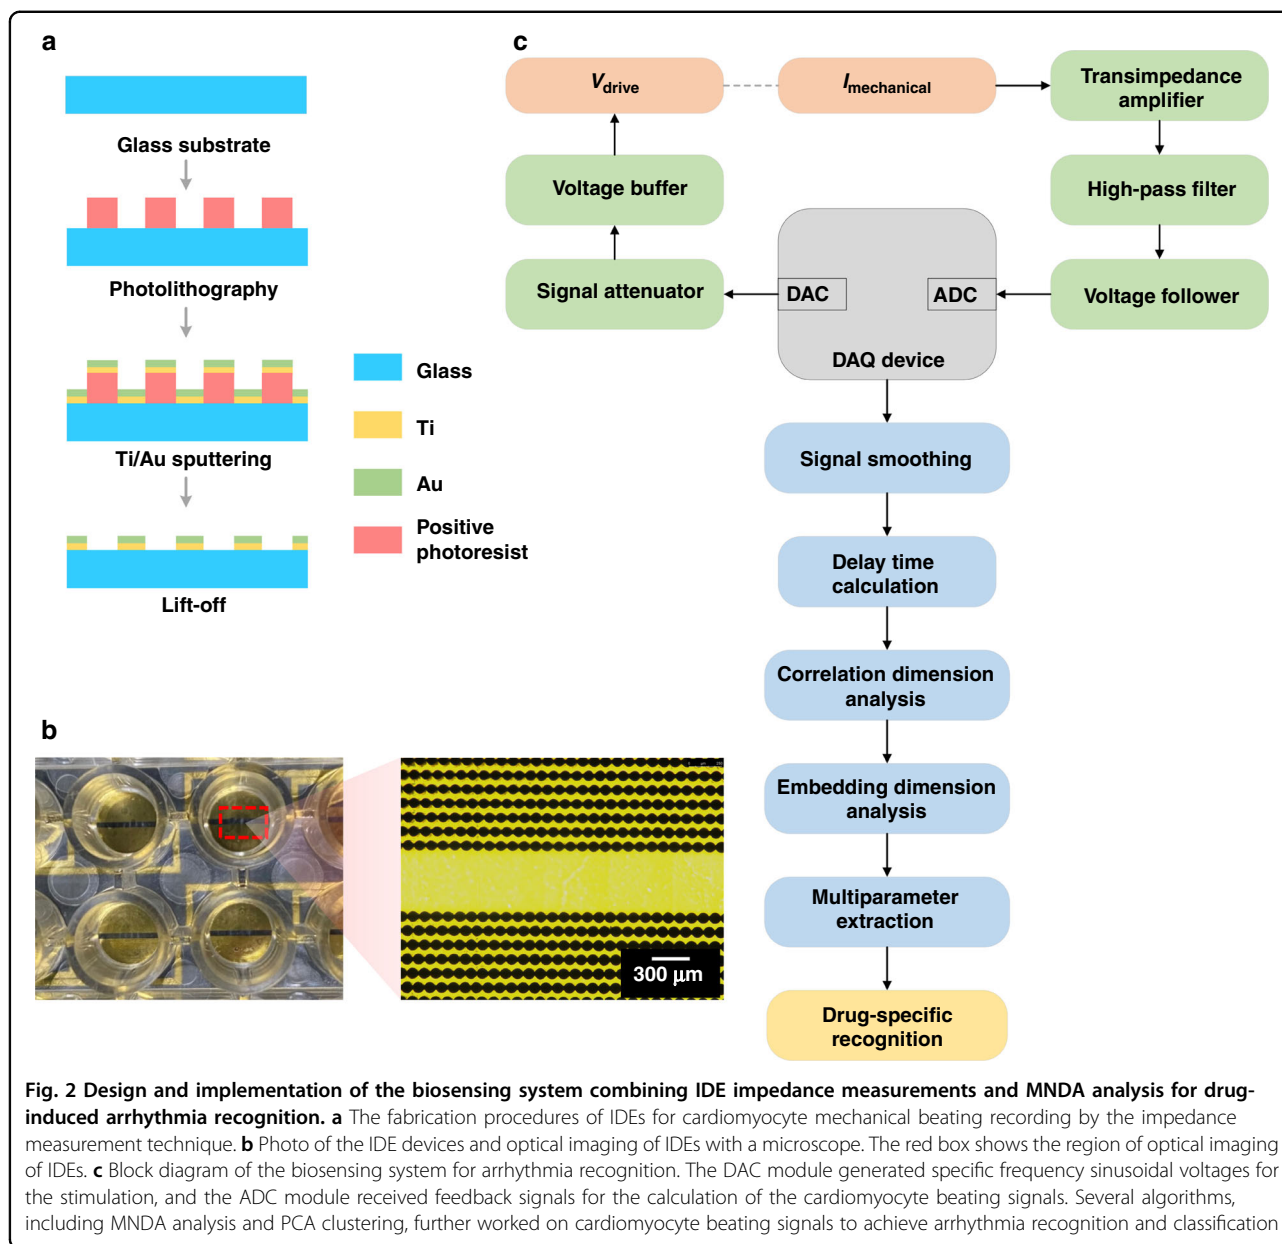 a
Glass substrate
Photolithography
Ti/Au sputtering
Lift-off
Glass
Ti
Au
Positive
photoresist
b
300 µm
c
Vdrive
Imechanical
Transimpedance
amplifier
Voltage buffer
High-pass filter
Signal attenuator
DAC
ADC
Voltage follower
DAQ device
Signal smoothing
Delay time
calculation
Correlation dimension
analysis
Embedding dimension
analysis
Multiparameter
extraction
Drug-specific
recognition
Fig. 2 Design and implementation of the biosensing system combining IDE impedance measurements and MNDA analysis for drug-
induced arrhythmia recognition. a The fabrication procedures of IDEs for cardiomyocyte mechanical beating recording by the impedance
measurement technique. b Photo of the IDE devices and optical imaging of IDEs with a microscope. The red box shows the region of optical imaging
of IDEs. c Block diagram of the biosensing system for arrhythmia recognition. The DAC module generated specific frequency sinusoidal voltages for
the stimulation, and the ADC module received feedback signals for the calculation of the cardiomyocyte beating signals. Several algorithms,
including MNDA analysis and PCA clustering, further worked on cardiomyocyte beating signals to achieve arrhythmia recognition and classification